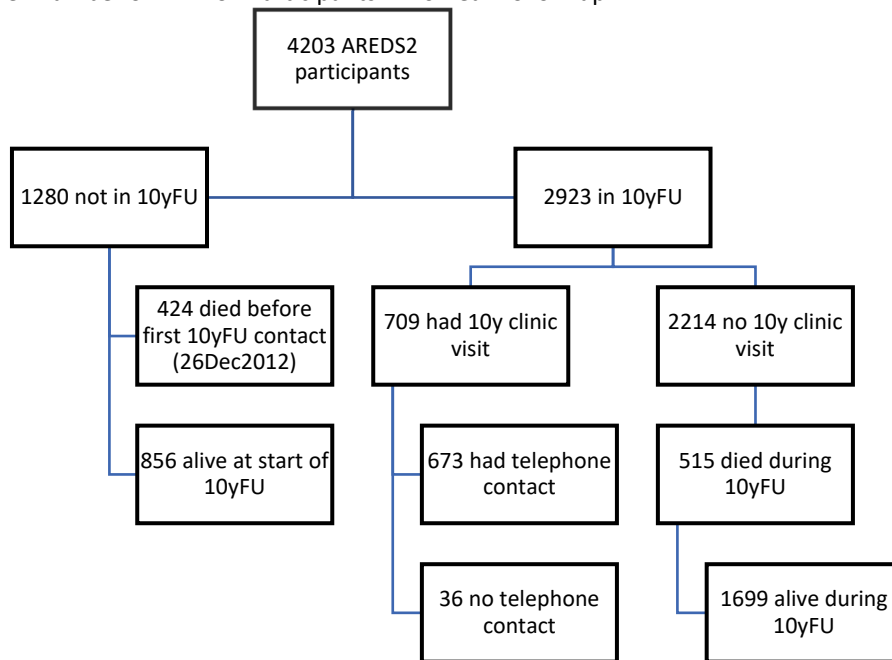 4203 AREDS2
participants
1280 not in 10yFU
2923 in 10yFU
424 died before
first 10yFU contact
(26Dec2012)
709 had 10y clinic
visit
2214 no 10y clinic
visit
856 alive at start of
10yFU
673 had telephone
contact
515 died during
10yFU
36 no telephone
contact
1699 alive during
10yFU